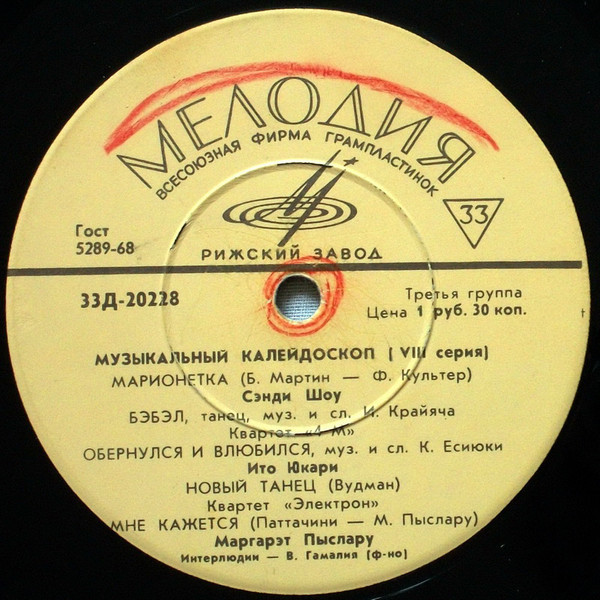 МЕЛОДИЯ
ВСЕСОЮЗНАЯ ФИРМА ГРАМПЛАСТИНОК
33
Гост
5289-68
РИЖСКИЙ ЗАВОД
33Д-20228
Третья группа
Цена 1 руб. 30 коп.
МУЗЫКАЛЬНЫЙ КАЛЕЙДОСКОП ( VIII серия)
МАРИОНЕТКА (Б. Мартин — Ф. Культер)
Сэнди Шоу
БЭБЭЛ, танец, муз. и сл. И. Крайяча
Квартет «4 М»
ОБЕРНУЛСЯ И ВЛЮБИЛСЯ, муз. и сл. К. Есиюки
Ито Юкари
НОВЫЙ ТАНЕЦ (Вудман)
Квартет «Электрон»
МНЕ КАЖЕТСЯ (Паттачини — М. Пыслару)
Маргарэт Пыслару
Интерлюдии — В. Гамалия (ф-но)